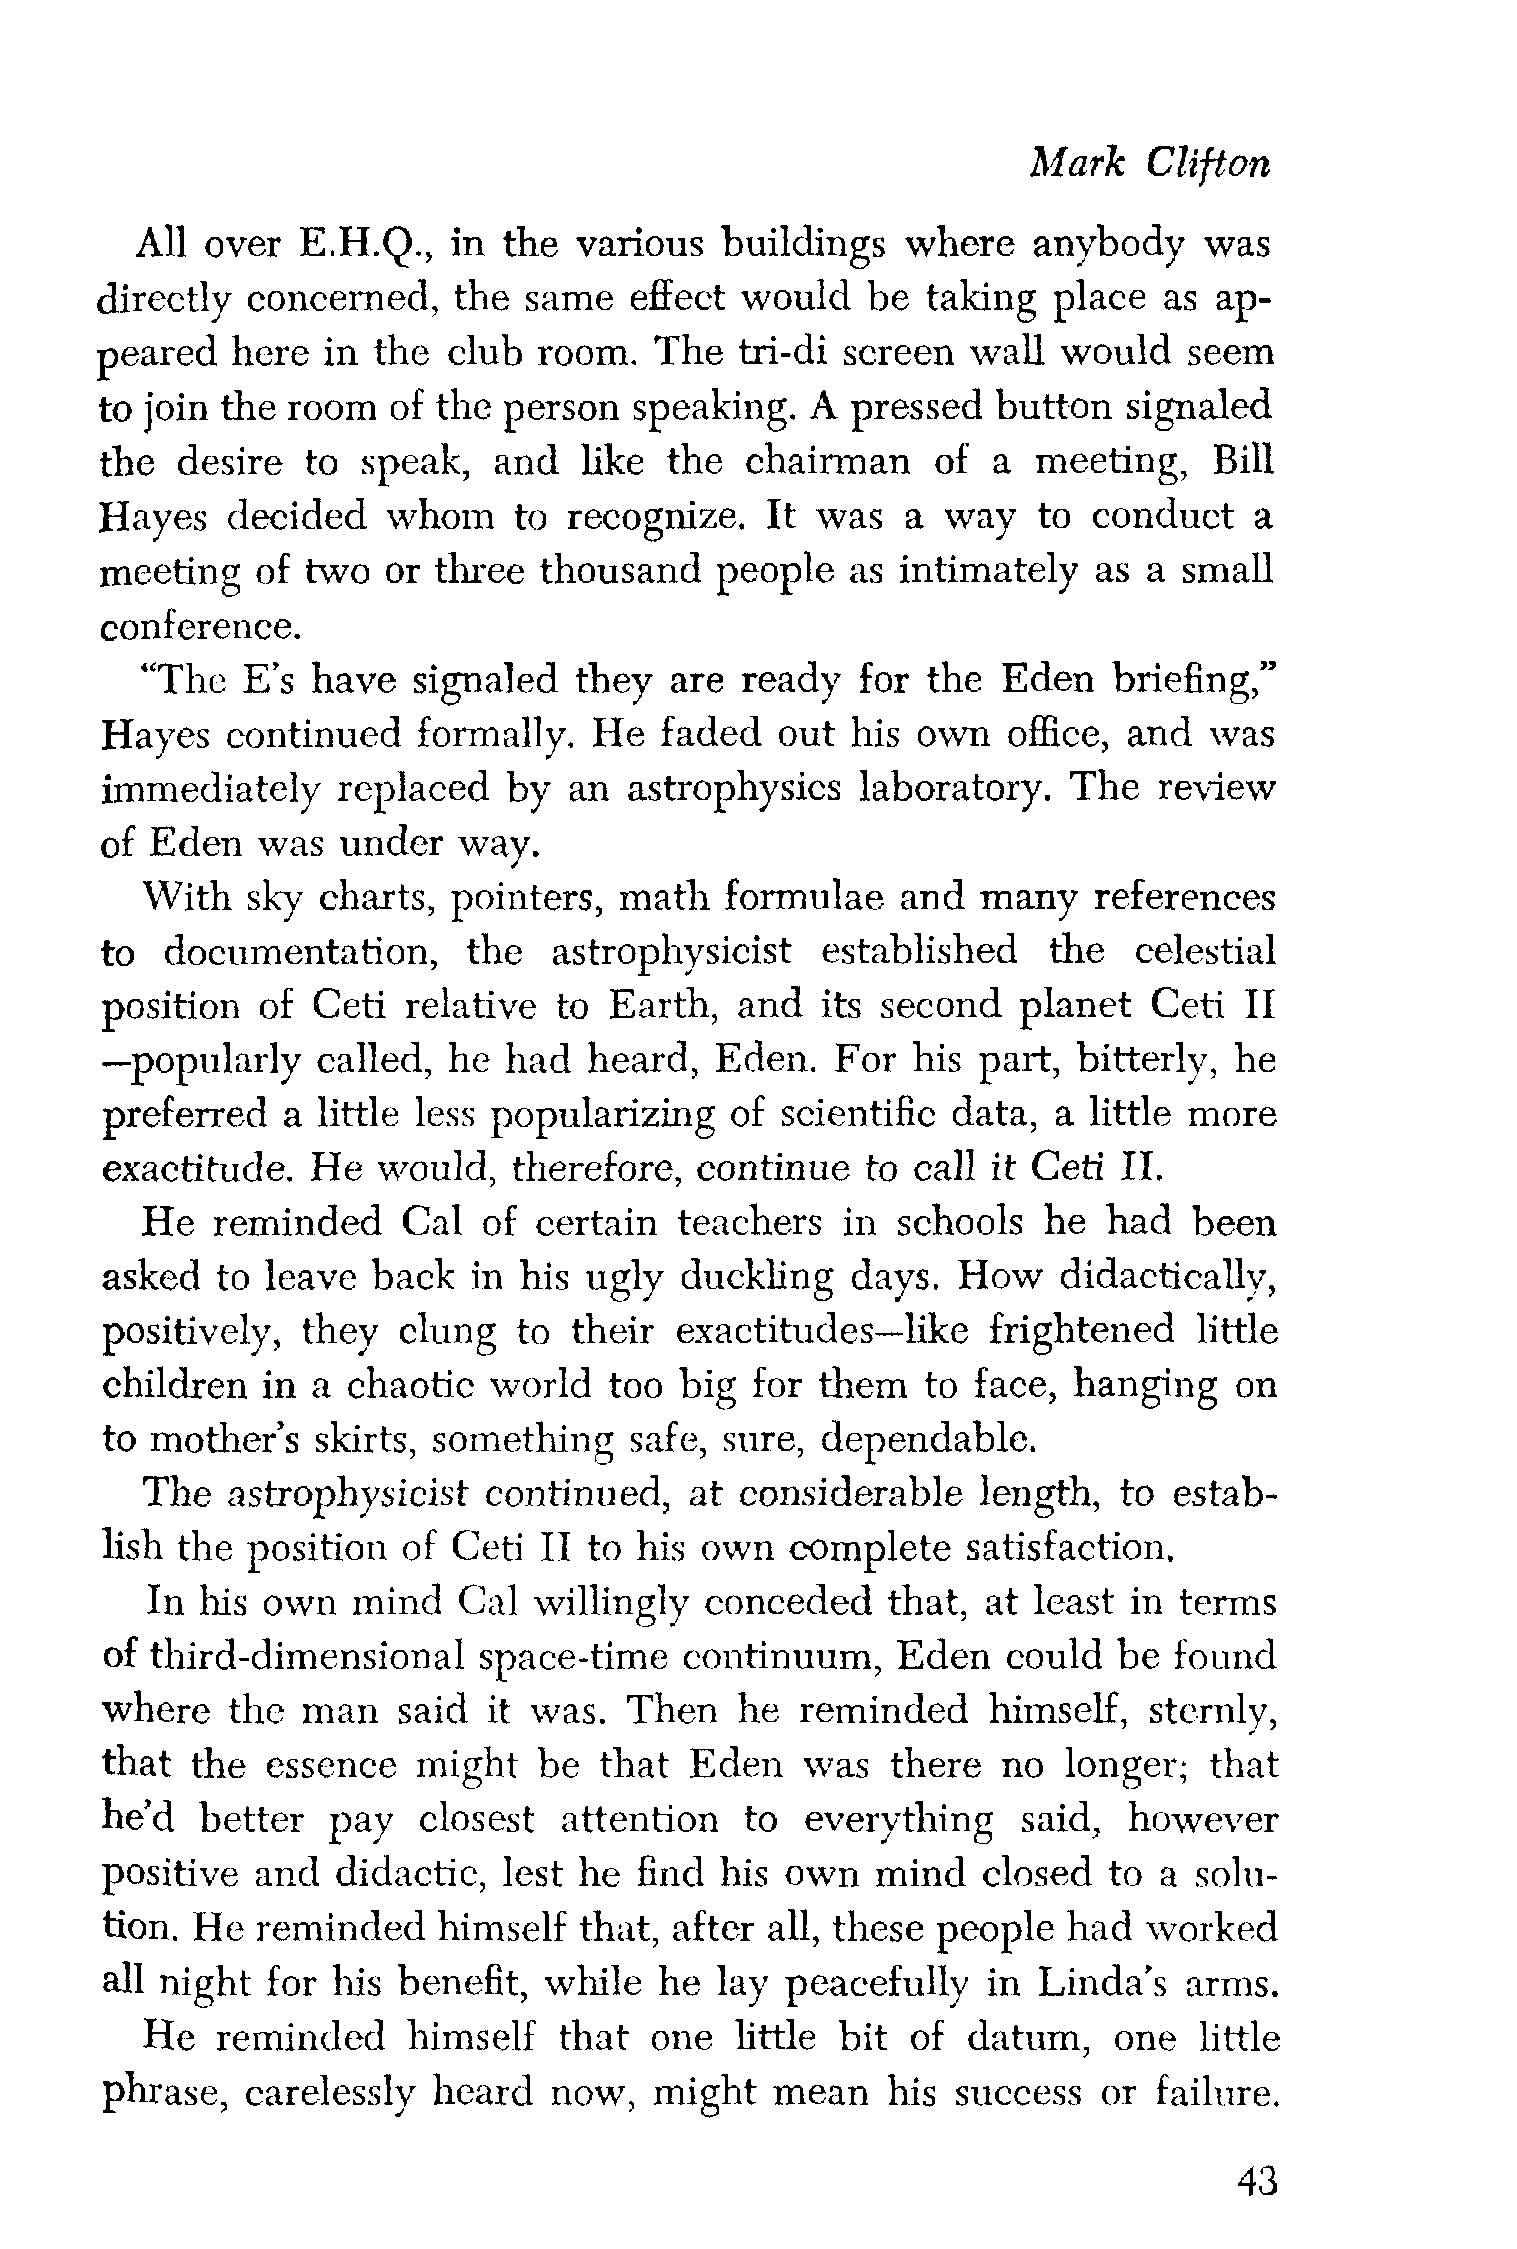 Mark Clifton
All over E.H.Q., in the various buildings where anybody was
directly concerned, the same effect would be taking place as ap-
peared here in the club room. The tri-di screen wall would seem
to join the room of the person speaking. A pressed button signaled
the desire to speak, and like the chairman of a meeting, Bill
Hayes decided whom to recognize. It was a way to conduct a
meeting of two or three thousand people as intimately as a small
conference.
“The E’s have signaled they are ready for the Eden briefing,”
Hayes continued formally. He faded out his own office, and was
immediately replaced by an astrophysics laboratory. The review
of Eden was under way.
With sky charts, pointers, math formulae and many references
to documentation, the astrophysicist established the celestial
position of Ceti relative to Earth, and its second planet Ceti II
—popularly called, he had heard, Eden. For his part, bitterly, he
preferred a little less popularizing of scientific data, a little more
exactitude. He would, therefore, continue to call it Ceti II.
He reminded Cal of certain teachers in schools he had been
asked to leave back in his ugly duckling days. How didactically,
positively, they clung to their exactitudes—like frightened little
children in a chaotic world too big for them to face, hanging on
to mother’s skirts, something safe, sure, dependable.
The astrophysicist continued, at considerable length, to estab-
lish the position of Ceti II to his own complete satisfaction.
In his own mind Cal willingly conceded that, at least in terms
of third-dimensional space-time continuum, Eden could be found
where the man said it was. Then he reminded himself, sternly,
that the essence might be that Eden was there no longer; that
he’d better pay closest attention to everything said, however
positive and didactic, lest he find his own mind closed to a solu-
tion. He reminded himself that, after all, these people had worked
all night for his benefit, while he lay peacefully in Linda’s arms.
He reminded himself that one little bit of datum, one little
phrase, carelessly heard now, might mean his success or failure.
43